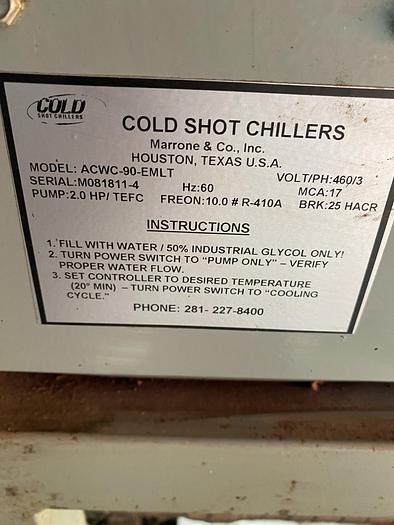 COLD
SHOT CHILLERS
COLD SHOT CHILLERS
Marrone & Co., Inc.
HOUSTON, TEXAS U.S.A.
MODEL: ACWC-90-EMLT VOLT/PH:460/3
SERIAL:M081811-4 Hz:60 MCA:17
PUMP:2.0 HP/ TEFC FREON:10.0 # R-410A BRK:25 HACR
INSTRUCTIONS
1. FILL WITH WATER / 50% INDUSTRIAL GLYCOL ONLY!
2. TURN POWER SWITCH TO "PUMP ONLY" – VERIFY
PROPER WATER FLOW.
3. SET CONTROLLER TO DESIRED TEMPERATURE
(20° MIN) – TURN POWER SWITCH TO "COOLING
CYCLE."
PHONE: 281- 227-8400